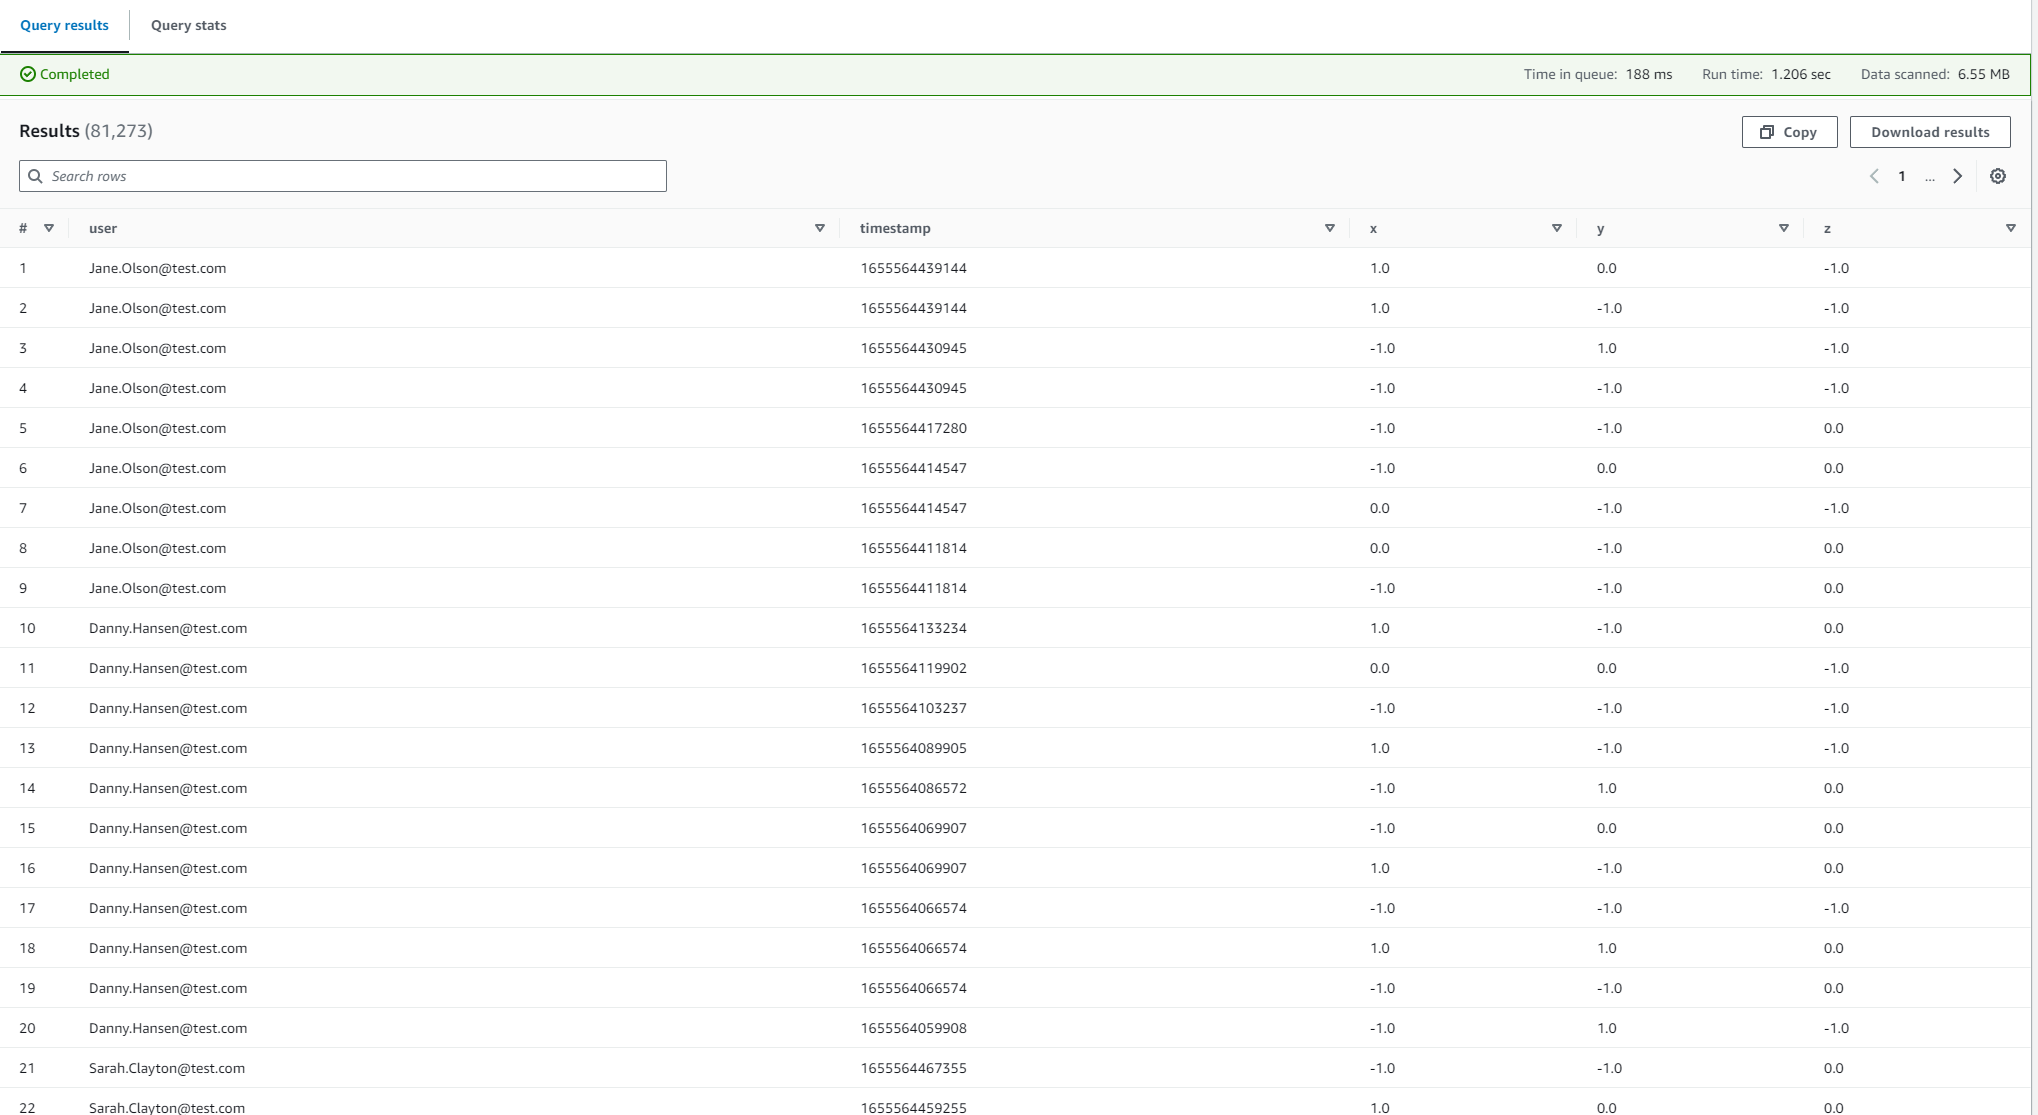 Query results Query stats
Completed Time in queue: 188 ms Run time: 1.206 sec Data scanned: 6.55 MB
Results (81,273) Copy Download results
Search rows 1 ...
# user timestamp x y z
1 Jane.Olson@test.com 1655564439144 1.0 0.0 -1.0
2 Jane.Olson@test.com 1655564439144 1.0 -1.0 -1.0
3 Jane.Olson@test.com 1655564430945 -1.0 1.0 -1.0
4 Jane.Olson@test.com 1655564430945 -1.0 -1.0 -1.0
5 Jane.Olson@test.com 1655564417280 -1.0 -1.0 0.0
6 Jane.Olson@test.com 1655564414547 -1.0 0.0 0.0
7 Jane.Olson@test.com 1655564414547 0.0 -1.0 -1.0
8 Jane.Olson@test.com 1655564411814 0.0 -1.0 0.0
9 Jane.Olson@test.com 1655564411814 -1.0 -1.0 0.0
10 Danny.Hansen@test.com 1655564133234 1.0 -1.0 0.0
11 Danny.Hansen@test.com 1655564119902 0.0 0.0 -1.0
12 Danny.Hansen@test.com 1655564103237 -1.0 -1.0 -1.0
13 Danny.Hansen@test.com 1655564089905 1.0 -1.0 -1.0
14 Danny.Hansen@test.com 1655564086572 -1.0 1.0 0.0
15 Danny.Hansen@test.com 1655564069907 -1.0 0.0 0.0
16 Danny.Hansen@test.com 1655564069907 1.0 -1.0 0.0
17 Danny.Hansen@test.com 1655564066574 -1.0 -1.0 -1.0
18 Danny.Hansen@test.com 1655564066574 1.0 1.0 0.0
19 Danny.Hansen@test.com 1655564066574 -1.0 -1.0 0.0
20 Danny.Hansen@test.com 1655564059908 -1.0 1.0 -1.0
21 Sarah.Clayton@test.com 1655564467355 -1.0 -1.0 0.0
22 Sarah.Clayton@test.com 1655564459255 1.0 0.0 0.0